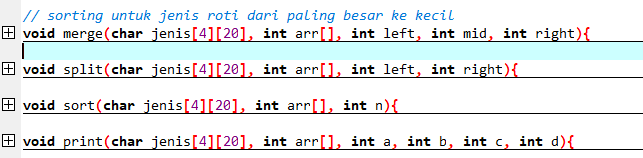 // sorting untuk jenis roti dari paling besar ke kecil
void merge(char jenis[4][20], int arr[], int left, int mid, int right){
void split(char jenis[4][20], int arr[], int left, int right){
void sort(char jenis[4][20], int arr[], int n){
void print(char jenis[4][20], int arr[], int a, int b, int c, int d){